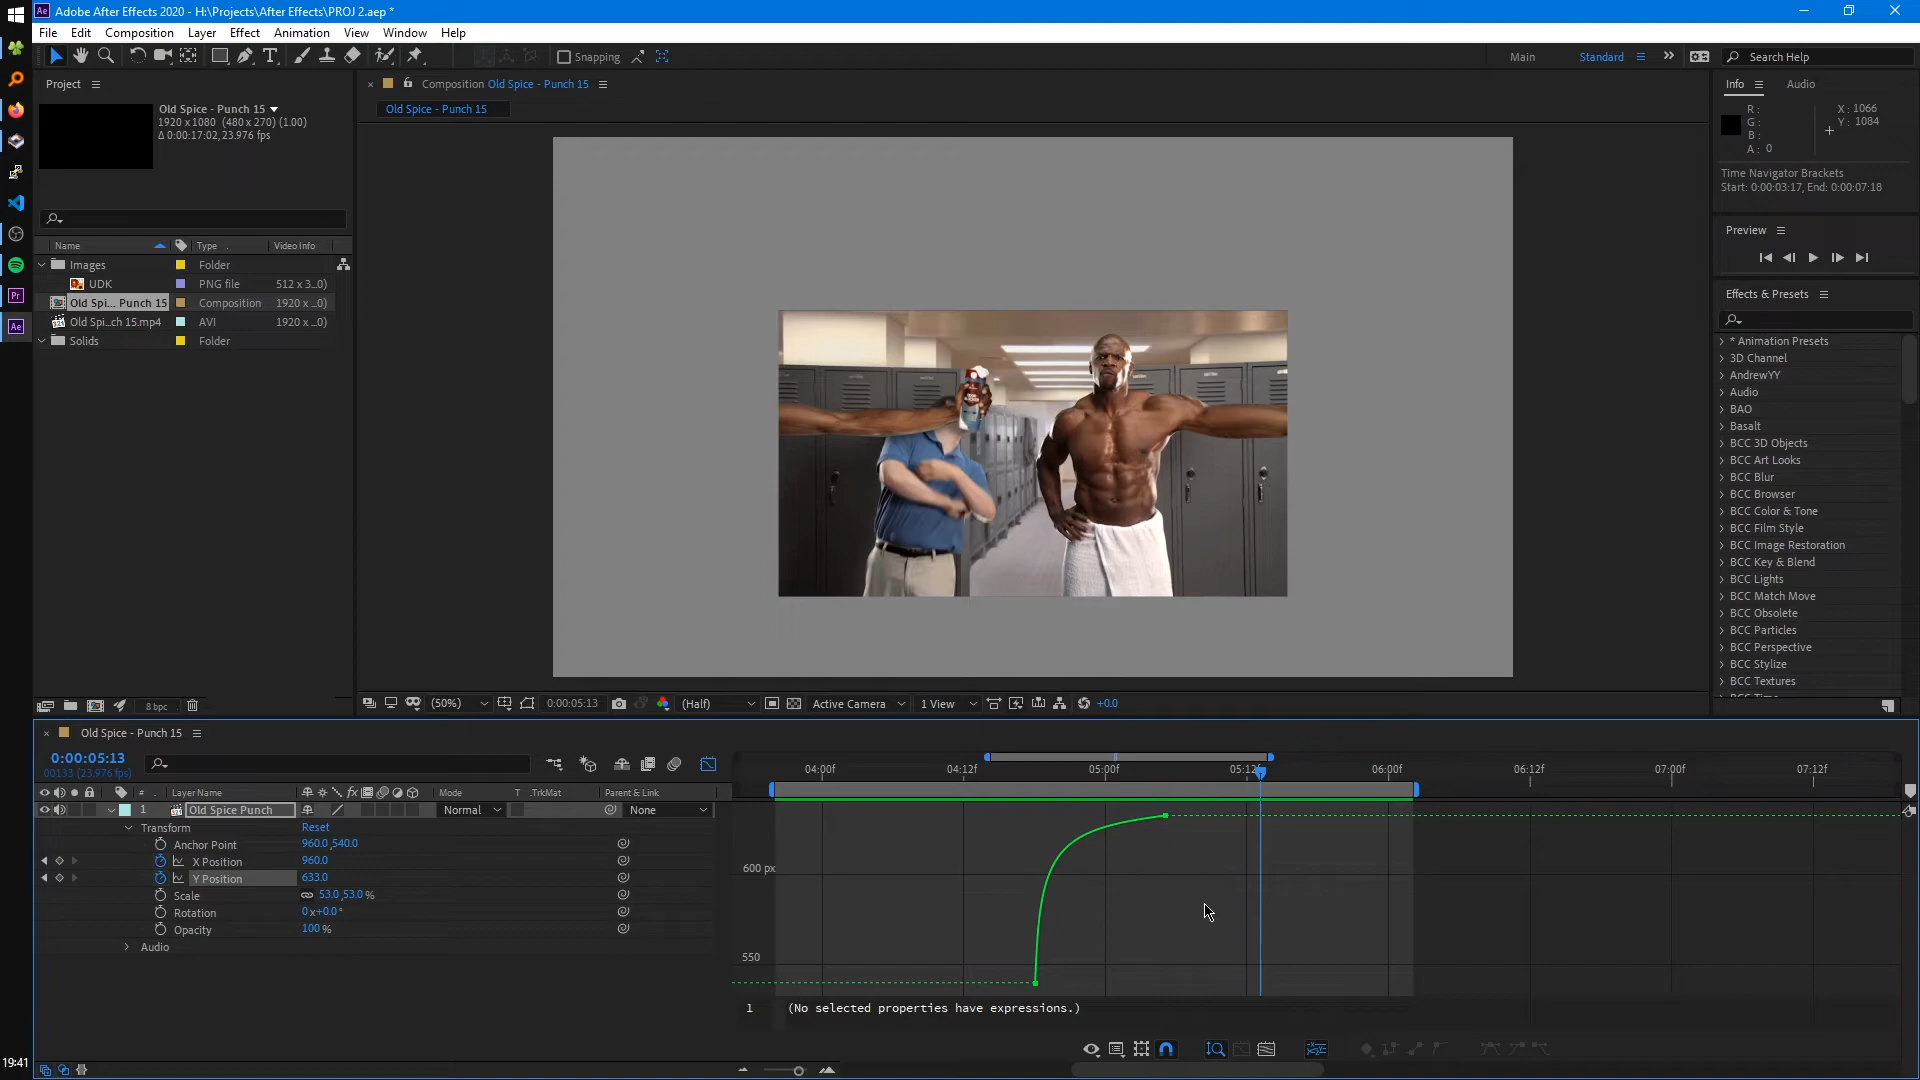 Adobe After Effects 2020 - H:\Projects\After Effects\PROJ 2.aep *
File Edit Composition Layer Effect Animation View Window Help
Snapping
Main Standard Search Help
Project
Old Spice - Punch 15
1920 x 1080 (480 x 270) (1.00)
Δ 0:00:17:02, 23.976 fps
Name Type Video Info
Images Folder
UDK PNG file 512 x 3...0)
Old Spi... Punch 15 Composition 1920 x ...0)
Old Spi...ch 15.mp4 AVI 1920 x ...0)
Solids Folder
8 bpc
Composition Old Spice - Punch 15
Old Spice - Punch 15
(50%) 0:00:05:13 (Half) Active Camera 1 View +0.0
Info Audio
R :
G :
B :
A : 0
X : 1066
Y : 1084
Time Navigator Brackets
Start: 0:00:03:17, End: 0:00:07:18
Preview
Effects & Presets
* Animation Presets
3D Channel
AndrewYY
Audio
BAO
Basalt
BCC 3D Objects
BCC Art Looks
BCC Blur
BCC Browser
BCC Color & Tone
BCC Film Style
BCC Image Restoration
BCC Key & Blend
BCC Lights
BCC Match Move
BCC Obsolete
BCC Particles
BCC Perspective
BCC Stylize
BCC Textures
BCC Time
Old Spice - Punch 15
0:00:05:13
00133 (23.976 fps)
# Layer Name Mode T .TrkMat Parent & Link
1 Old Spice Punch Normal None
Transform Reset
Anchor Point 960.0,540.0
X Position 960.0
Y Position 633.0
Scale 53.0,53.0 %
Rotation 0x+0.0°
Opacity 100 %
Audio
04:00f 04:12f 05:00f 05:12f 06:00f 06:12f 07:00f 07:12f
600 px
550
1 (No selected properties have expressions.)
19:41
Ae
Pr
Ae